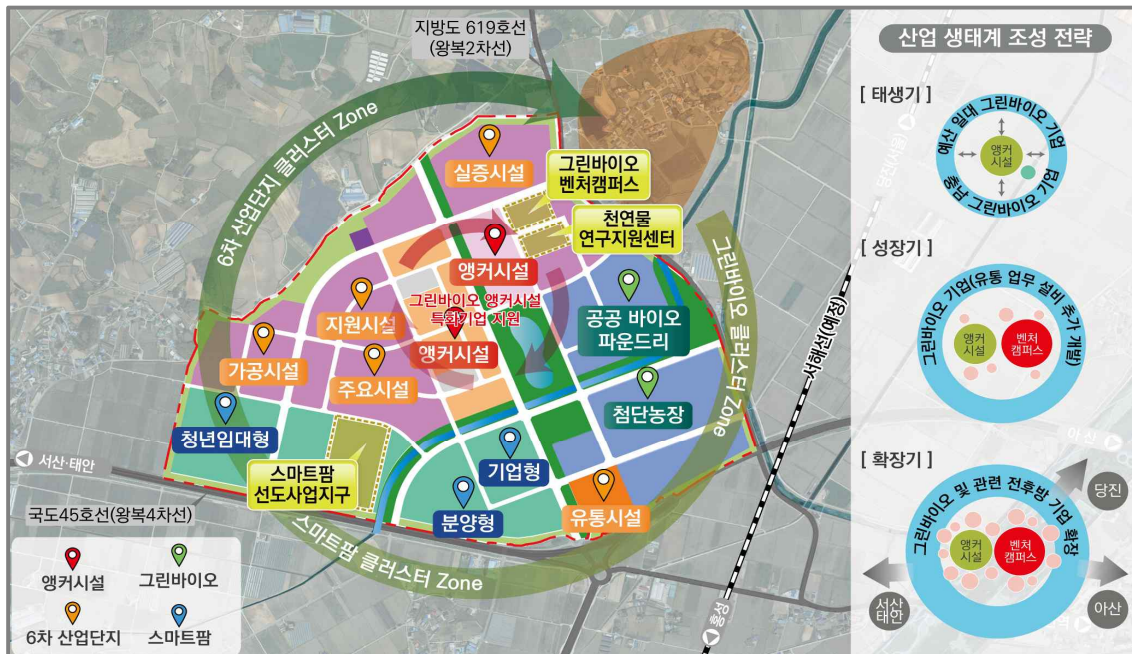 지방도 619호선
(왕복2차선)
6차 산업단지 클러스터 Zone
실증시설
그린바이오
벤처캠퍼스
천연물
연구지원센터
앵커시설
그린바이오 앵커시설
특화기업 지원
앵커시설
지원시설
가공시설
주요시설
공공 바이오
파운드리
첨단농장
그린바이오 클러스터 Zone
청년임대형
스마트팜
선도사업지구
기업형
분양형
유통시설
스마트팜 클러스터 Zone
서산·태안
국도45호선(왕복4차선)
서해선(예정)
홍성
앵커시설
그린바이오
6차 산업단지
스마트팜
산업 생태계 조성 전략
[ 태생기 ]
예산 일대 그린바이오 기업
앵커
시설
충남 그린바이오 기업
[ 성장기 ]
그린바이오 기업(유통 업무 설비 추가 개발)
앵커
시설
벤처
캠퍼스
[ 확장기 ]
그린바이오 및 관련 전후방 기업 확장
앵커
시설
벤처
캠퍼스
당진
서산
태안
아산